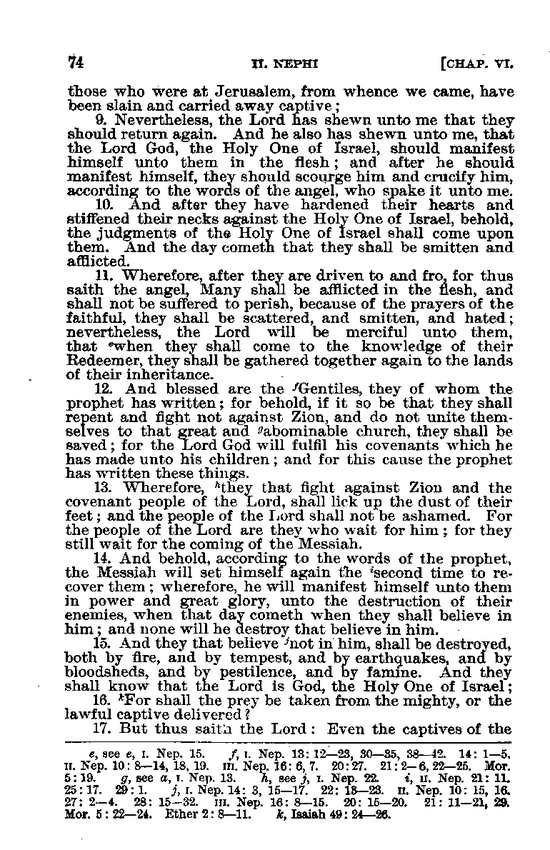 74 II. NEPHI [CHAP. VI.
those who were at Jerusalem, from whence we came, have
been slain and carried away captive ;
9. Nevertheless, the Lord has shewn unto me that they
should return again. And he also has shewn unto me, that
the Lord God, the Holy One of Israel, should manifest
himself unto them in the flesh ; and after he should
manifest himself, they should scourge him and crucify him,
according to the words of the angel, who spake it unto me.
10. And after they have hardened their hearts and
stiffened their necks against the Holy One of Israel, behold,
the judgments of the Holy One of Israel shall come upon
them. And the day cometh that they shall be smitten and
afflicted.
11. Wherefore, after they are driven to and fro, for thus
saith the angel, Many shall be afflicted in the flesh, and
shall not be suffered to perish, because of the prayers of the
faithful, they shall be scattered, and smitten, and hated ;
nevertheless, the Lord will be merciful unto them,
that ᵉwhen they shall come to the knowledge of their
Redeemer, they shall be gathered together again to the lands
of their inheritance.
12. And blessed are the ᶠGentiles, they of whom the
prophet has written ; for behold, if it so be that they shall
repent and fight not against Zion, and do not unite them-
selves to that great and ᵍabominable church, they shall be
saved ; for the Lord God will fulfil his covenants which he
has made unto his children ; and for this cause the prophet
has written these things.
13. Wherefore, ʰthey that fight against Zion and the
covenant people of the Lord, shall lick up the dust of their
feet ; and the people of the Lord shall not be ashamed. For
the people of the Lord are they who wait for him ; for they
still wait for the coming of the Messiah.
14. And behold, according to the words of the prophet,
the Messiah will set himself again the ⁱsecond time to re-
cover them ; wherefore, he will manifest himself unto them
in power and great glory, unto the destruction of their
enemies, when that day cometh when they shall believe in
him ; and none will he destroy that believe in him.
15. And they that believe ʲnot in him, shall be destroyed,
both by fire, and by tempest, and by earthquakes, and by
bloodsheds, and by pestilence, and by famine. And they
shall know that the Lord is God, the Holy One of Israel ;
16. ᵏFor shall the prey be taken from the mighty, or the
lawful captive delivered ?
17. But thus saith the Lord : Even the captives of the
e, see e, I. Nep. 15. f, I. Nep. 13 : 12—23, 30—35, 38—42. 14 : 1—5.
II. Nep. 10 : 8—14, 18, 19. III. Nep. 16 : 6, 7. 20 : 27. 21 : 2—6, 22—25. Mor.
5 : 19. g, see a, I. Nep. 13. h, see j, I. Nep. 22. i, II. Nep. 21 : 11.
25 : 17. 29 : 1. j, I. Nep. 14 : 3, 15—17. 22 : 13—23. II. Nep. 10 : 15, 16.
27 : 2—4. 28 : 15—32. III. Nep. 16 : 8—15. 20 : 15—20. 21 : 11—21, 29.
Mor. 5 : 22—24. Ether 2 : 8—11. k, Isaiah 49 : 24—26.